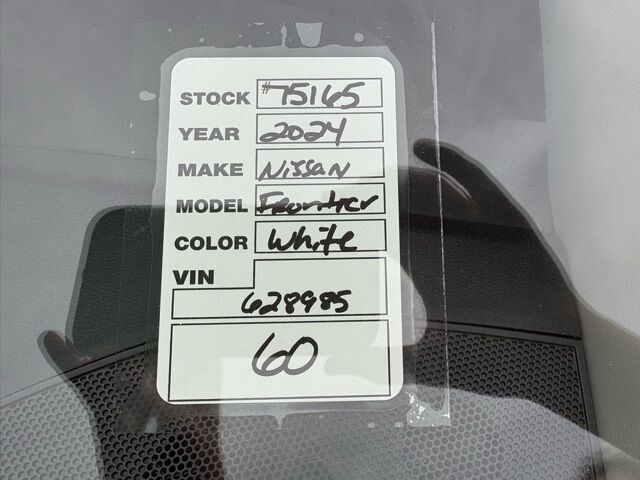 STOCK #75165
YEAR 2024
MAKE Nissan
MODEL Frontier
COLOR White
VIN
628985
60